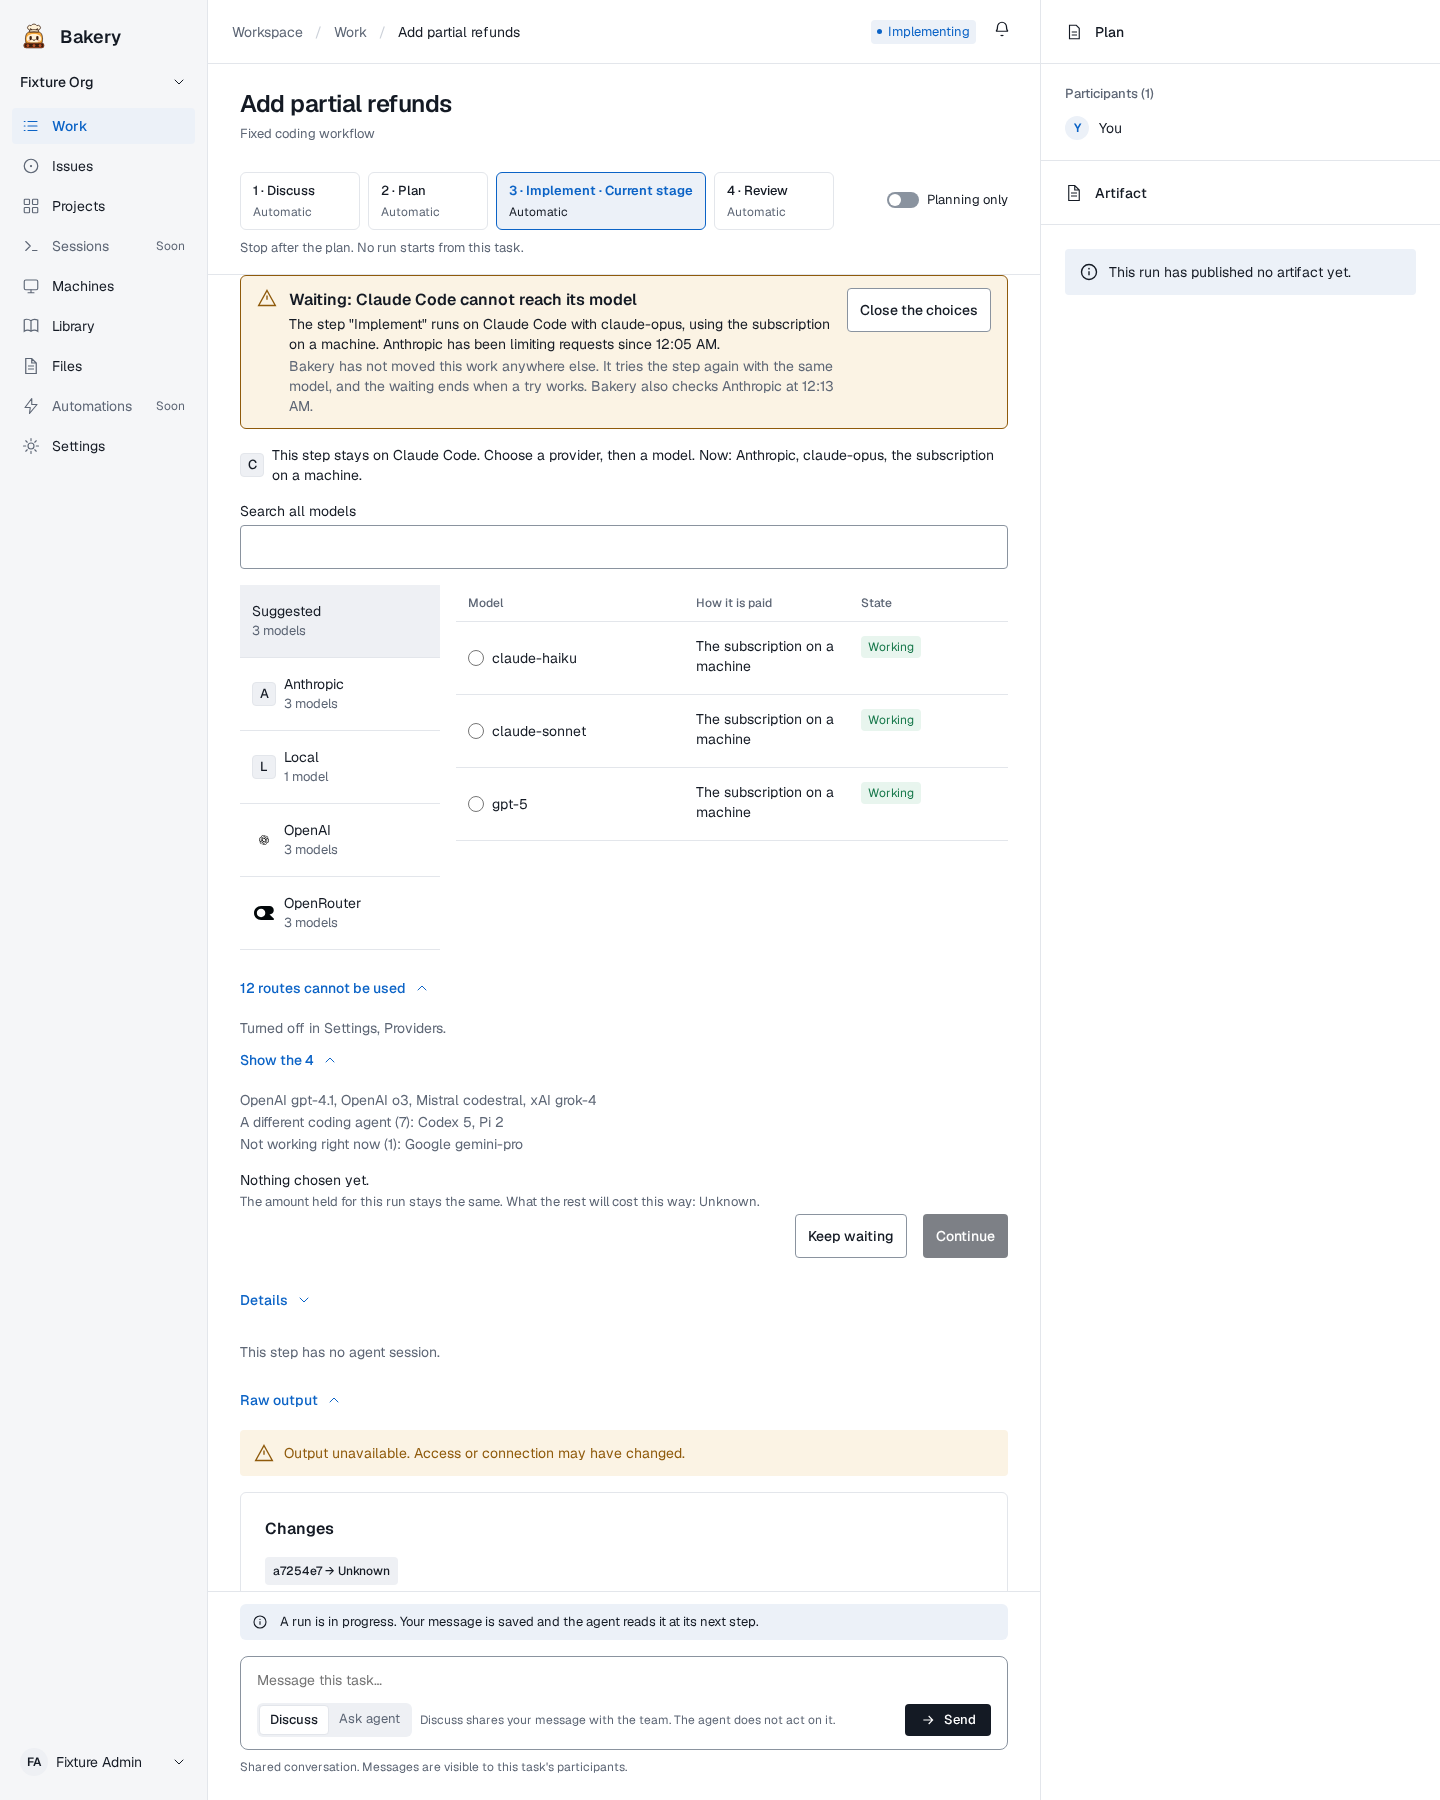 Bakery
Fixture Org
Work
Issues
Projects
Sessions Soon
Machines
Library
Files
Automations Soon
Settings
FA Fixture Admin
Workspace / Work / Add partial refunds
Implementing
Add partial refunds
Fixed coding workflow
1 · Discuss
Automatic
2 · Plan
Automatic
3 · Implement · Current stage
Automatic
4 · Review
Automatic
Planning only
Stop after the plan. No run starts from this task.
Waiting: Claude Code cannot reach its model
The step "Implement" runs on Claude Code with claude-opus, using the subscription
on a machine. Anthropic has been limiting requests since 12:05 AM.
Bakery has not moved this work anywhere else. It tries the step again with the same
model, and the waiting ends when a try works. Bakery also checks Anthropic at 12:13
AM.
Close the choices
C
This step stays on Claude Code. Choose a provider, then a model. Now: Anthropic, claude-opus, the subscription
on a machine.
Search all models
Suggested
3 models
A
Anthropic
3 models
L
Local
1 model
OpenAI
3 models
OpenRouter
3 models
Model How it is paid State
claude-haiku
The subscription on a
machine
Working
claude-sonnet
The subscription on a
machine
Working
gpt-5
The subscription on a
machine
Working
12 routes cannot be used
Turned off in Settings, Providers.
Show the 4
OpenAI gpt-4.1, OpenAI o3, Mistral codestral, xAI grok-4
A different coding agent (7): Codex 5, Pi 2
Not working right now (1): Google gemini-pro
Nothing chosen yet.
The amount held for this run stays the same. What the rest will cost this way: Unknown.
Keep waiting
Continue
Details
This step has no agent session.
Raw output
Output unavailable. Access or connection may have changed.
Changes
a7254e7 → Unknown
A run is in progress. Your message is saved and the agent reads it at its next step.
Message this task…
Discuss Ask agent Discuss shares your message with the team. The agent does not act on it.
→ Send
Shared conversation. Messages are visible to this task's participants.
Plan
Participants (1)
Y You
Artifact
This run has published no artifact yet.